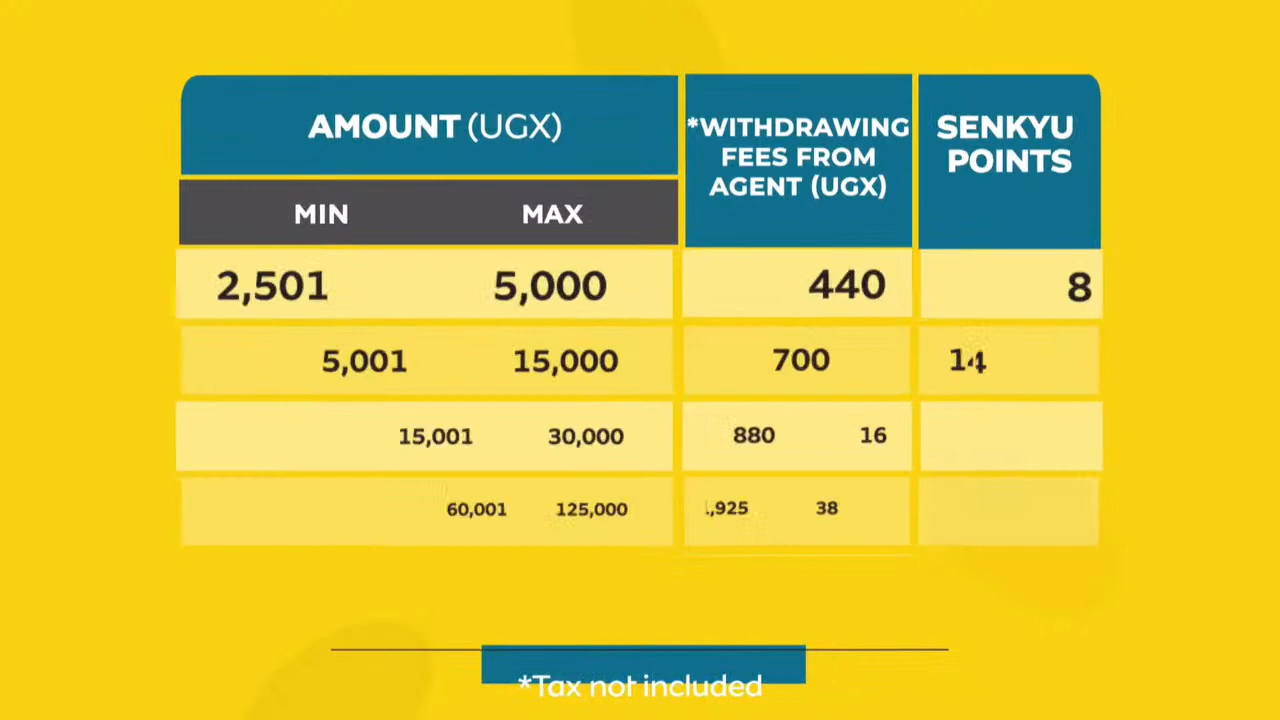 AMOUNT (UGX)
*WITHDRAWING
FEES FROM
AGENT (UGX)
SENKYU
POINTS
MIN MAX
2,501 5,000 440 8
5,001 15,000 700 14
15,001 30,000 880 16
60,001 125,000 ,925 38
*Tax not included